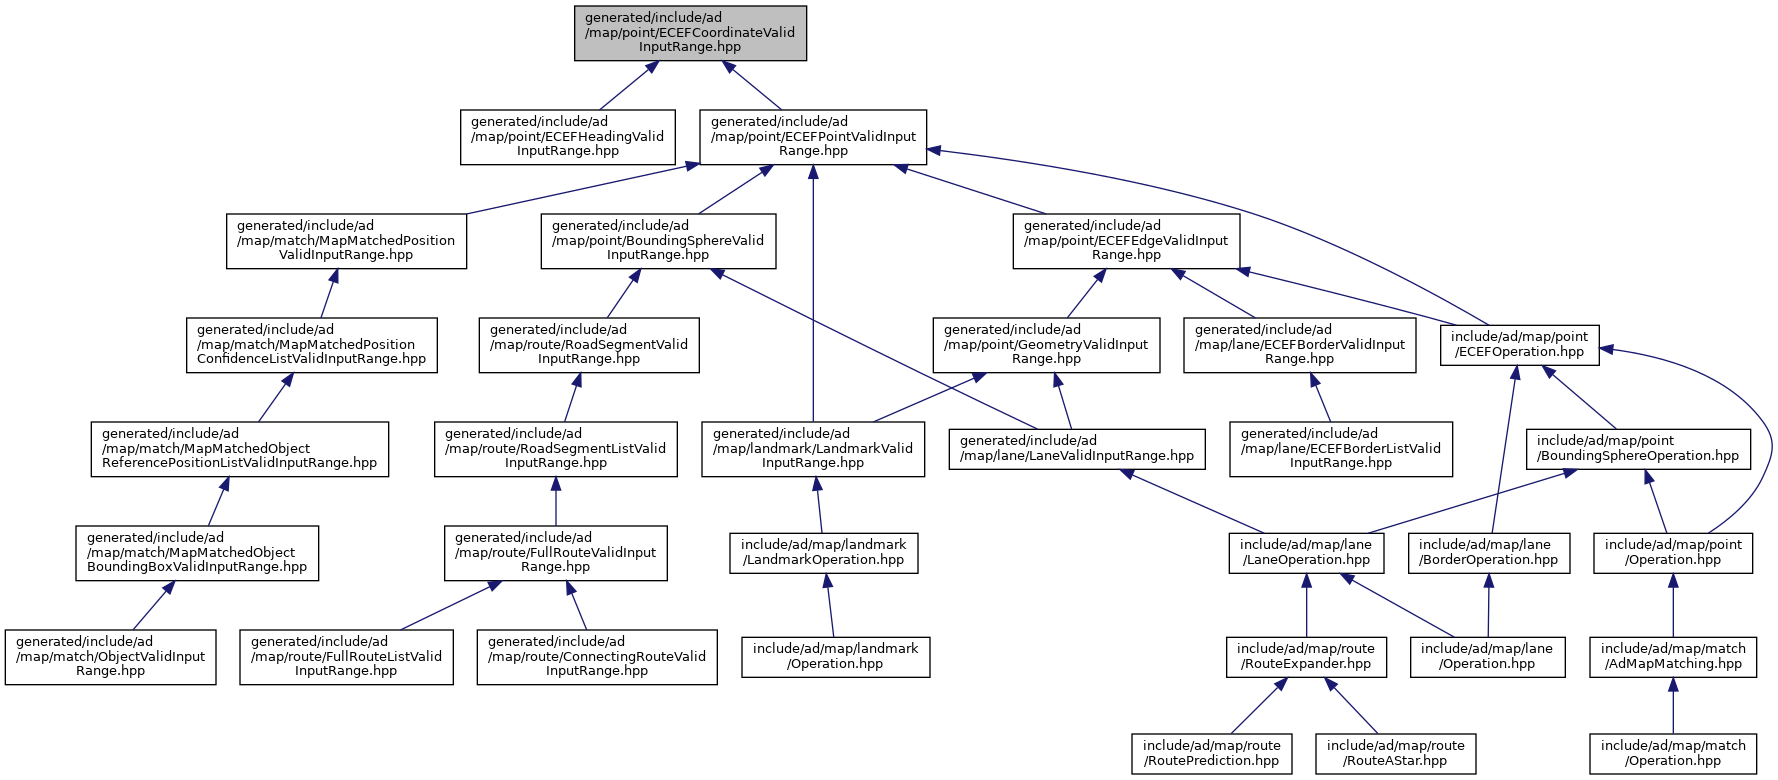 generated/include/ad
/map/point/ECEFCoordinateValid
InputRange.hpp
generated/include/ad
/map/point/ECEFHeadingValid
InputRange.hpp
generated/include/ad
/map/point/ECEFPointValidInput
Range.hpp
generated/include/ad
/map/match/MapMatchedPosition
ValidInputRange.hpp
generated/include/ad
/map/point/BoundingSphereValid
InputRange.hpp
generated/include/ad
/map/point/ECEFEdgeValidInput
Range.hpp
generated/include/ad
/map/match/MapMatchedPosition
ConfidenceListValidInputRange.hpp
generated/include/ad
/map/route/RoadSegmentValid
InputRange.hpp
generated/include/ad
/map/point/GeometryValidInput
Range.hpp
generated/include/ad
/map/lane/ECEFBorderValidInput
Range.hpp
include/ad/map/point
/ECEFOperation.hpp
generated/include/ad
/map/match/MapMatchedObject
ReferencePositionListValidInputRange.hpp
generated/include/ad
/map/route/RoadSegmentListValid
InputRange.hpp
generated/include/ad
/map/landmark/LandmarkValid
InputRange.hpp
generated/include/ad
/map/lane/LaneValidInputRange.hpp
generated/include/ad
/map/lane/ECEFBorderListValid
InputRange.hpp
include/ad/map/point
/BoundingSphereOperation.hpp
generated/include/ad
/map/match/MapMatchedObject
BoundingBoxValidInputRange.hpp
generated/include/ad
/map/route/FullRouteValidInput
Range.hpp
include/ad/map/landmark
/LandmarkOperation.hpp
include/ad/map/lane
/LaneOperation.hpp
include/ad/map/lane
/BorderOperation.hpp
include/ad/map/point
/Operation.hpp
generated/include/ad
/map/match/ObjectValidInput
Range.hpp
generated/include/ad
/map/route/FullRouteListValid
InputRange.hpp
generated/include/ad
/map/route/ConnectingRouteValid
InputRange.hpp
include/ad/map/landmark
/Operation.hpp
include/ad/map/route
/RouteExpander.hpp
include/ad/map/lane
/Operation.hpp
include/ad/map/match
/AdMapMatching.hpp
include/ad/map/route
/RoutePrediction.hpp
include/ad/map/route
/RouteAStar.hpp
include/ad/map/match
/Operation.hpp